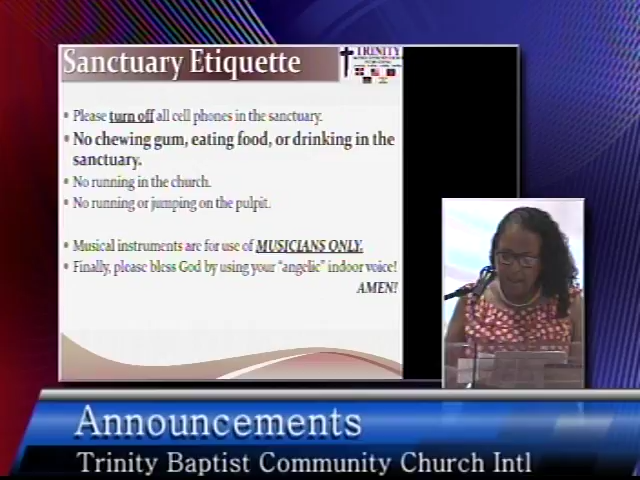 Sanctuary Etiquette
TRINITY
• Please turn off all cell phones in the sanctuary.
• No chewing gum, eating food, or drinking in the
sanctuary.
• No running in the church.
• No running or jumping on the pulpit.
• Musical instruments are for use of MUSICIANS ONLY.
• Finally, please bless God by using your "angelic" indoor voice!
AMEN!
Announcements
Trinity Baptist Community Church Intl